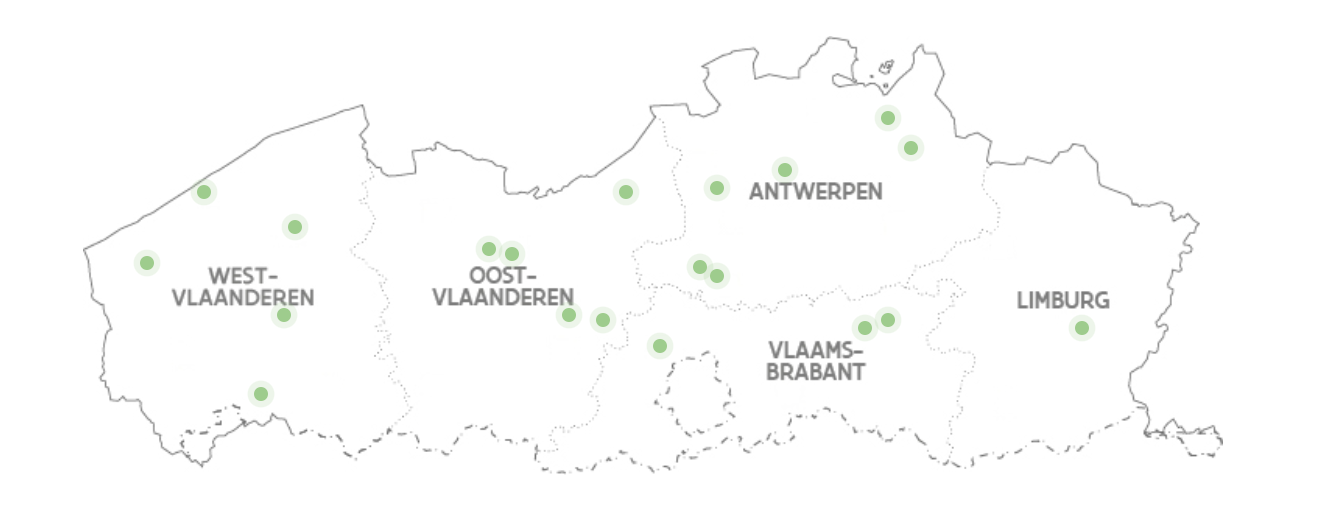 ANTWERPEN
WEST-
VLAANDEREN
OOST-
VLAANDEREN
LIMBURG
VLAAMS-
BRABANT